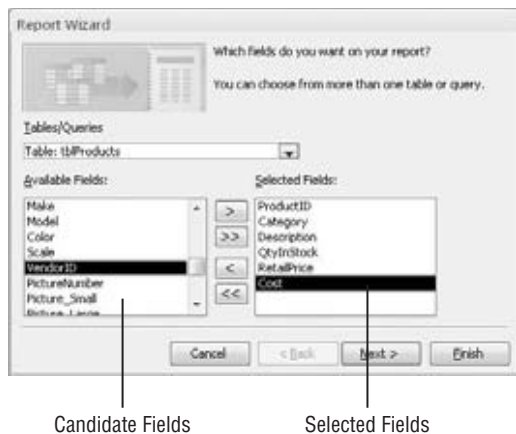 Report Wizard
Which fields do you want on your report?
You can choose from more than one table or query.
Tables/Queries
Table: tblProducts
Available Fields:
Selected Fields:
Make
Model
Color
Scale
VendorID
PictureNumber
Picture_Small
Picture_Large
>
>>
<
<<
ProductID
Category
Description
QtyInStock
RetailPrice
Cost
Cancel
< Back
Next >
Finish
Candidate Fields
Selected Fields